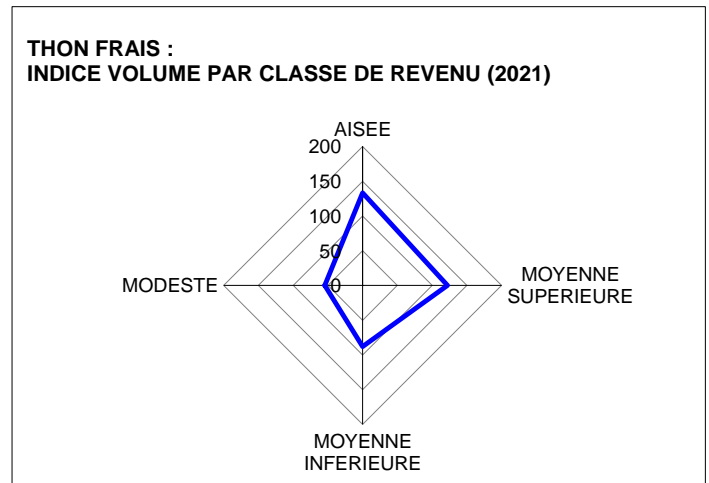 THON FRAIS :
INDICE VOLUME PAR CLASSE DE REVENU (2021)
AISEE
200
150
100
50
0
MODESTE
MOYENNE
SUPERIEURE
MOYENNE
INFERIEURE